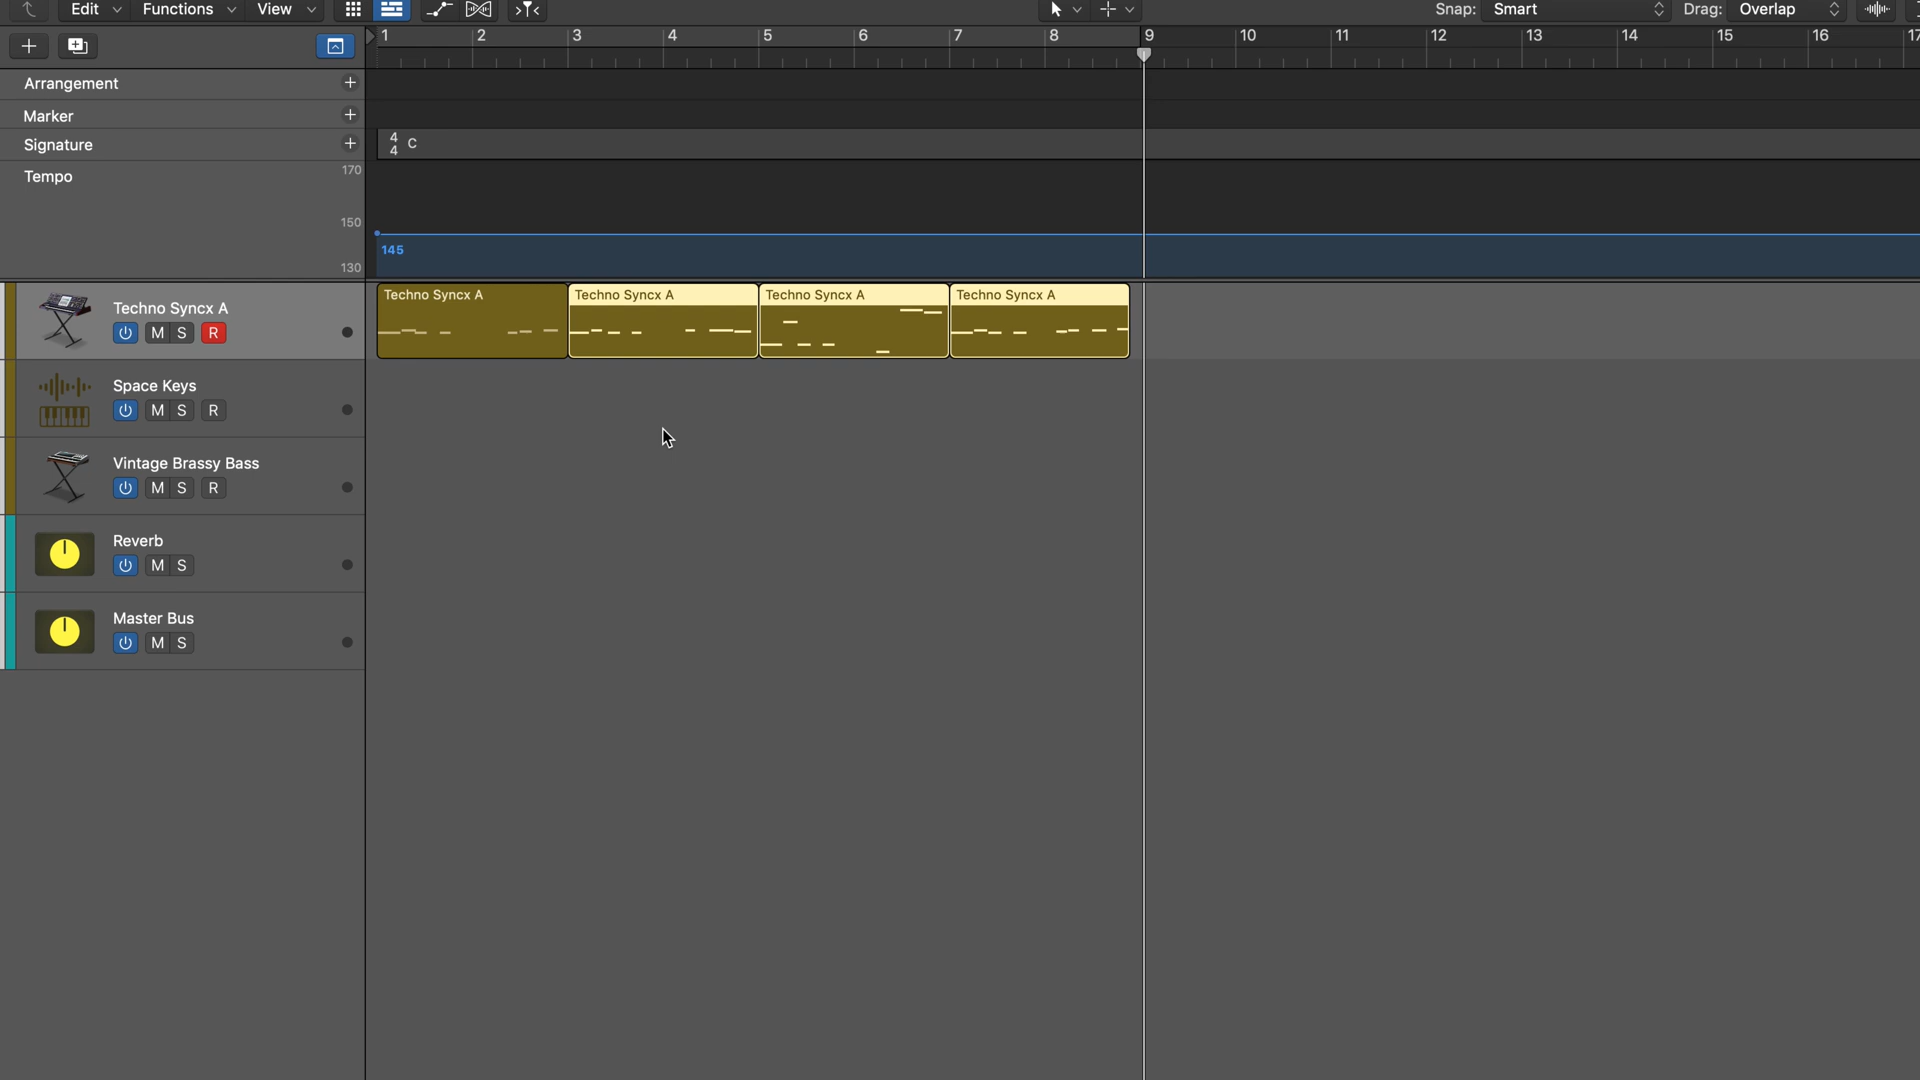 Edit Functions View Snap: Smart Drag: Overlap
1 2 3 4 5 6 7 8 9 10 11 12 13 14 15 16 17
Arrangement
Marker
Signature 4/4 C
Tempo 170
150
145
130
Techno Syncx A
M S R
Techno Syncx A Techno Syncx A Techno Syncx A Techno Syncx A
Space Keys
M S R
Vintage Brassy Bass
M S R
Reverb
M S
Master Bus
M S